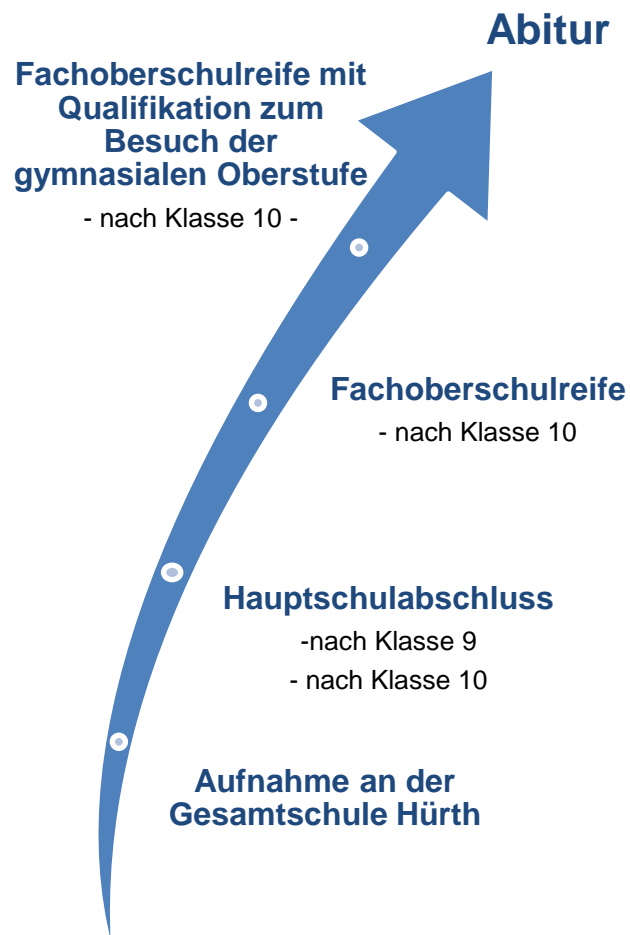 Abitur
Fachoberschulreife mit
Qualifikation zum
Besuch der
gymnasialen Oberstufe
- nach Klasse 10 -
Fachoberschulreife
- nach Klasse 10
Hauptschulabschluss
-nach Klasse 9
- nach Klasse 10
Aufnahme an der
Gesamtschule Hürth